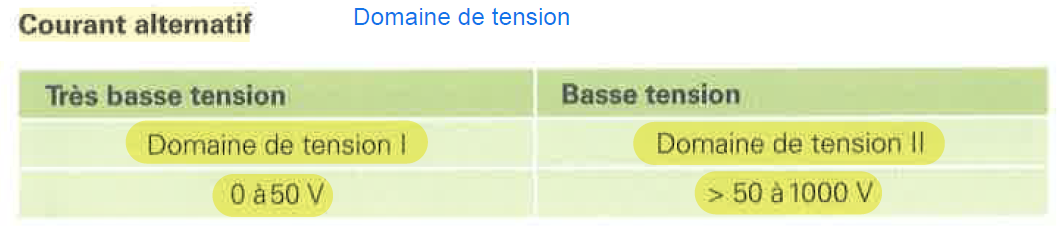 Courant alternatif Domaine de tension
Très basse tension Basse tension
Domaine de tension I Domaine de tension II
0 à 50 V > 50 à 1000 V